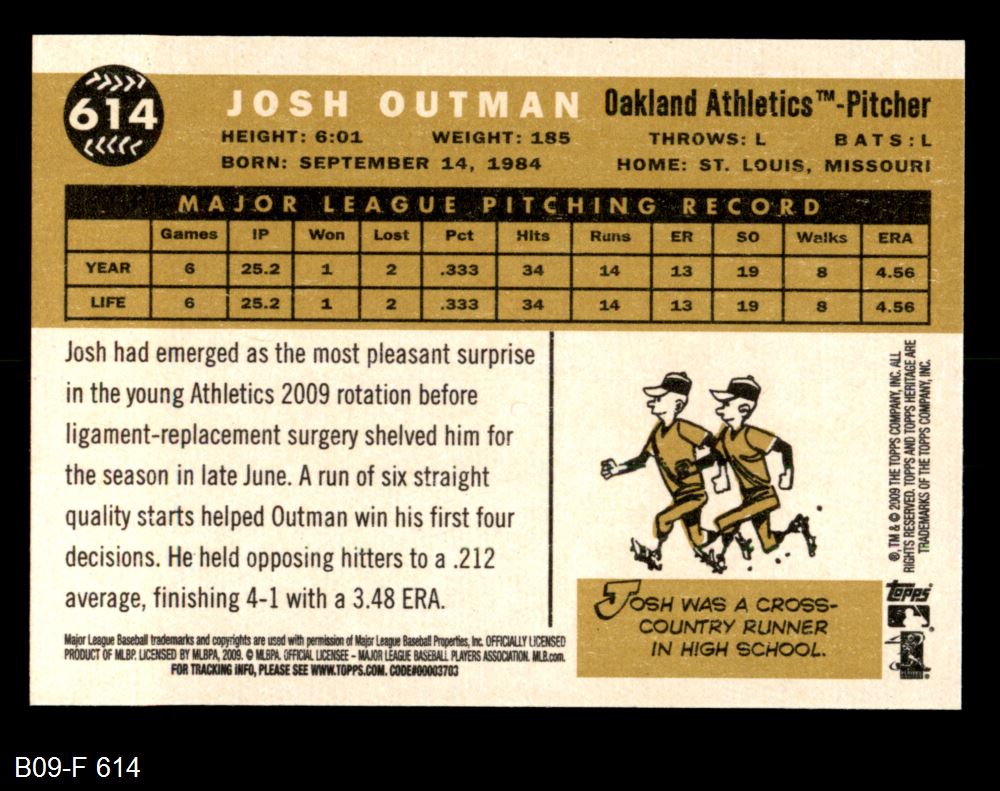 614
JOSH OUTMAN Oakland Athletics™-Pitcher
HEIGHT: 6:01 WEIGHT: 185 THROWS: L BATS: L
BORN: SEPTEMBER 14, 1984 HOME: ST. LOUIS, MISSOURI
MAJOR LEAGUE PITCHING RECORD
Games IP Won Lost Pct Hits Runs ER SO Walks ERA
YEAR 6 25.2 1 2 .333 34 14 13 19 8 4.56
LIFE 6 25.2 1 2 .333 34 14 13 19 8 4.56
Josh had emerged as the most pleasant surprise
in the young Athletics 2009 rotation before
ligament-replacement surgery shelved him for
the season in late June. A run of six straight
quality starts helped Outman win his first four
decisions. He held opposing hitters to a .212
average, finishing 4-1 with a 3.48 ERA.
Major League Baseball trademarks and copyrights are used with permission of Major League Baseball Properties, Inc. OFFICIALLY LICENSED
PRODUCT OF MLBP. LICENSED BY MLBPA, 2009. © MLBPA. OFFICIAL LICENSEE – MAJOR LEAGUE BASEBALL PLAYERS ASSOCIATION. MLB.com.
FOR TRACKING INFO, PLEASE SEE WWW.TOPPS.COM. CODE#00003703
JOSH WAS A CROSS-
COUNTRY RUNNER
IN HIGH SCHOOL.
®, TM & © 2009 THE TOPPS COMPANY, INC. ALL
RIGHTS RESERVED. TOPPS AND TOPPS HERITAGE ARE
TRADEMARKS OF THE TOPPS COMPANY, INC.
Topps
B09-F 614